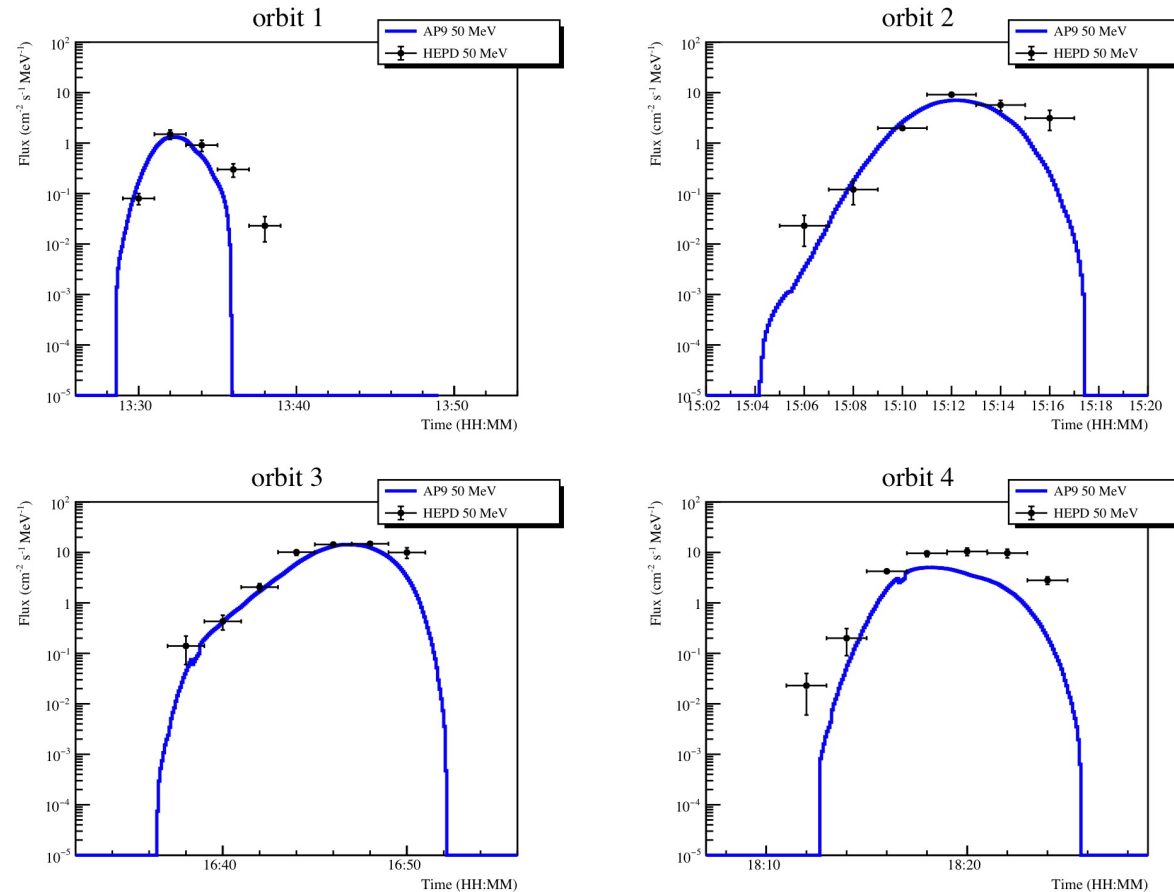 orbit 1
AP9 50 MeV
HEPD 50 MeV
Flux (cm⁻² s⁻¹ MeV⁻¹)
10²
10
1
10⁻¹
10⁻²
10⁻³
10⁻⁴
10⁻⁵
13:30 13:40 13:50
Time (HH:MM)
orbit 2
AP9 50 MeV
HEPD 50 MeV
Flux (cm⁻² s⁻¹ MeV⁻¹)
10²
10
1
10⁻¹
10⁻²
10⁻³
10⁻⁴
10⁻⁵
15:02 15:04 15:06 15:08 15:10 15:12 15:14 15:16 15:18 15:20
Time (HH:MM)
orbit 3
AP9 50 MeV
HEPD 50 MeV
Flux (cm⁻² s⁻¹ MeV⁻¹)
10²
10
1
10⁻¹
10⁻²
10⁻³
10⁻⁴
10⁻⁵
16:40 16:50
Time (HH:MM)
orbit 4
AP9 50 MeV
HEPD 50 MeV
Flux (cm⁻² s⁻¹ MeV⁻¹)
10²
10
1
10⁻¹
10⁻²
10⁻³
10⁻⁴
10⁻⁵
18:10 18:20
Time (HH:MM)